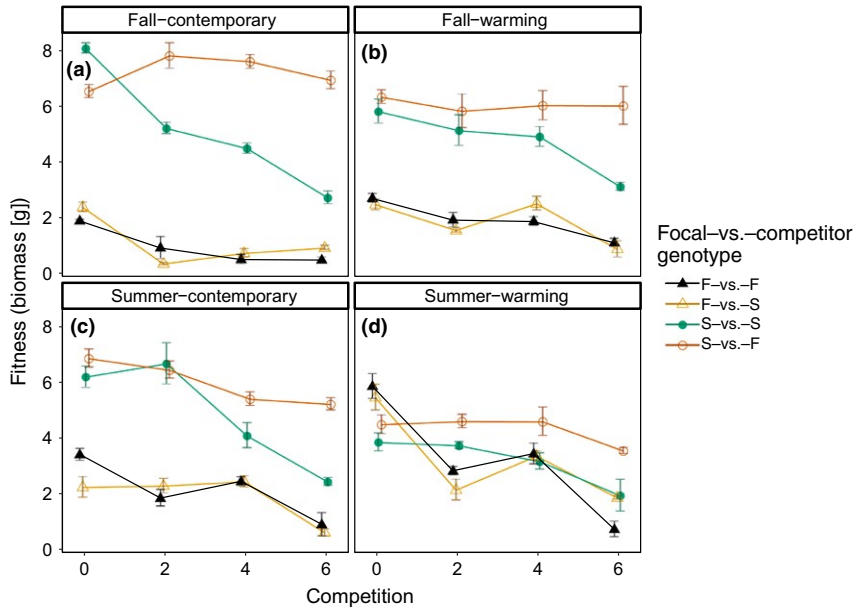 Fall–contemporary
Fall–warming
(a)
(b)
8
6
4
2
0
Summer–contemporary
Summer–warming
(c)
(d)
8
6
4
2
0
0
2
4
6
0
2
4
6
Competition
Fitness (biomass [g])
Focal–vs.–competitor
genotype
F–vs.–F
F–vs.–S
S–vs.–S
S–vs.–F